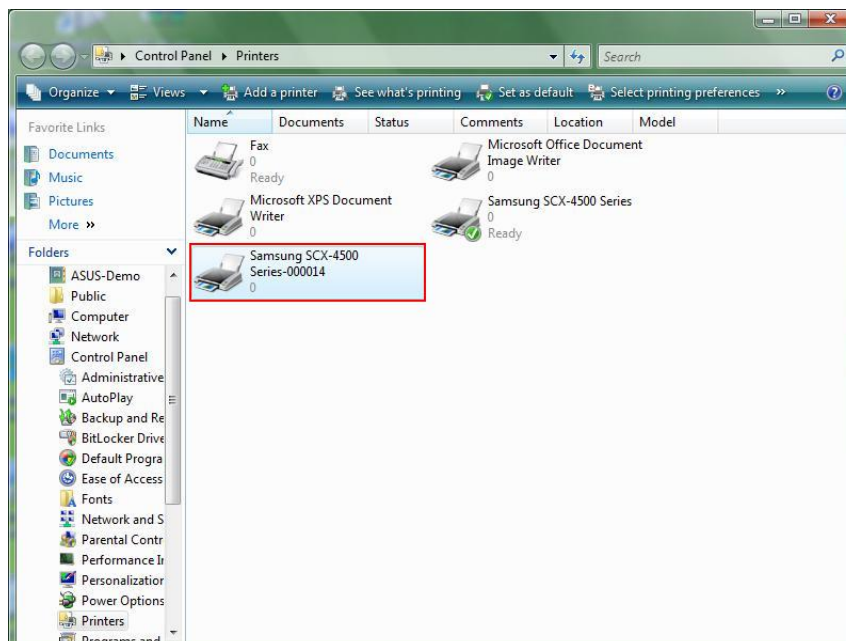 Control Panel Printers
Search
Organize Views Add a printer See what's printing Set as default Select printing preferences »
Favorite Links
Documents
Music
Pictures
More »
Folders
ASUS-Demo
Public
Computer
Network
Control Panel
Administrative
AutoPlay
Backup and Re
BitLocker Drive
Default Progra
Ease of Access
Fonts
Network and S
Parental Contr
Performance Ir
Personalizatior
Power Options
Printers
Programs and
Name Documents Status Comments Location Model
Fax
0
Ready
Microsoft Office Document
Image Writer
0
Microsoft XPS Document
Writer
0
Samsung SCX-4500 Series
0
Ready
Samsung SCX-4500
Series-000014
0